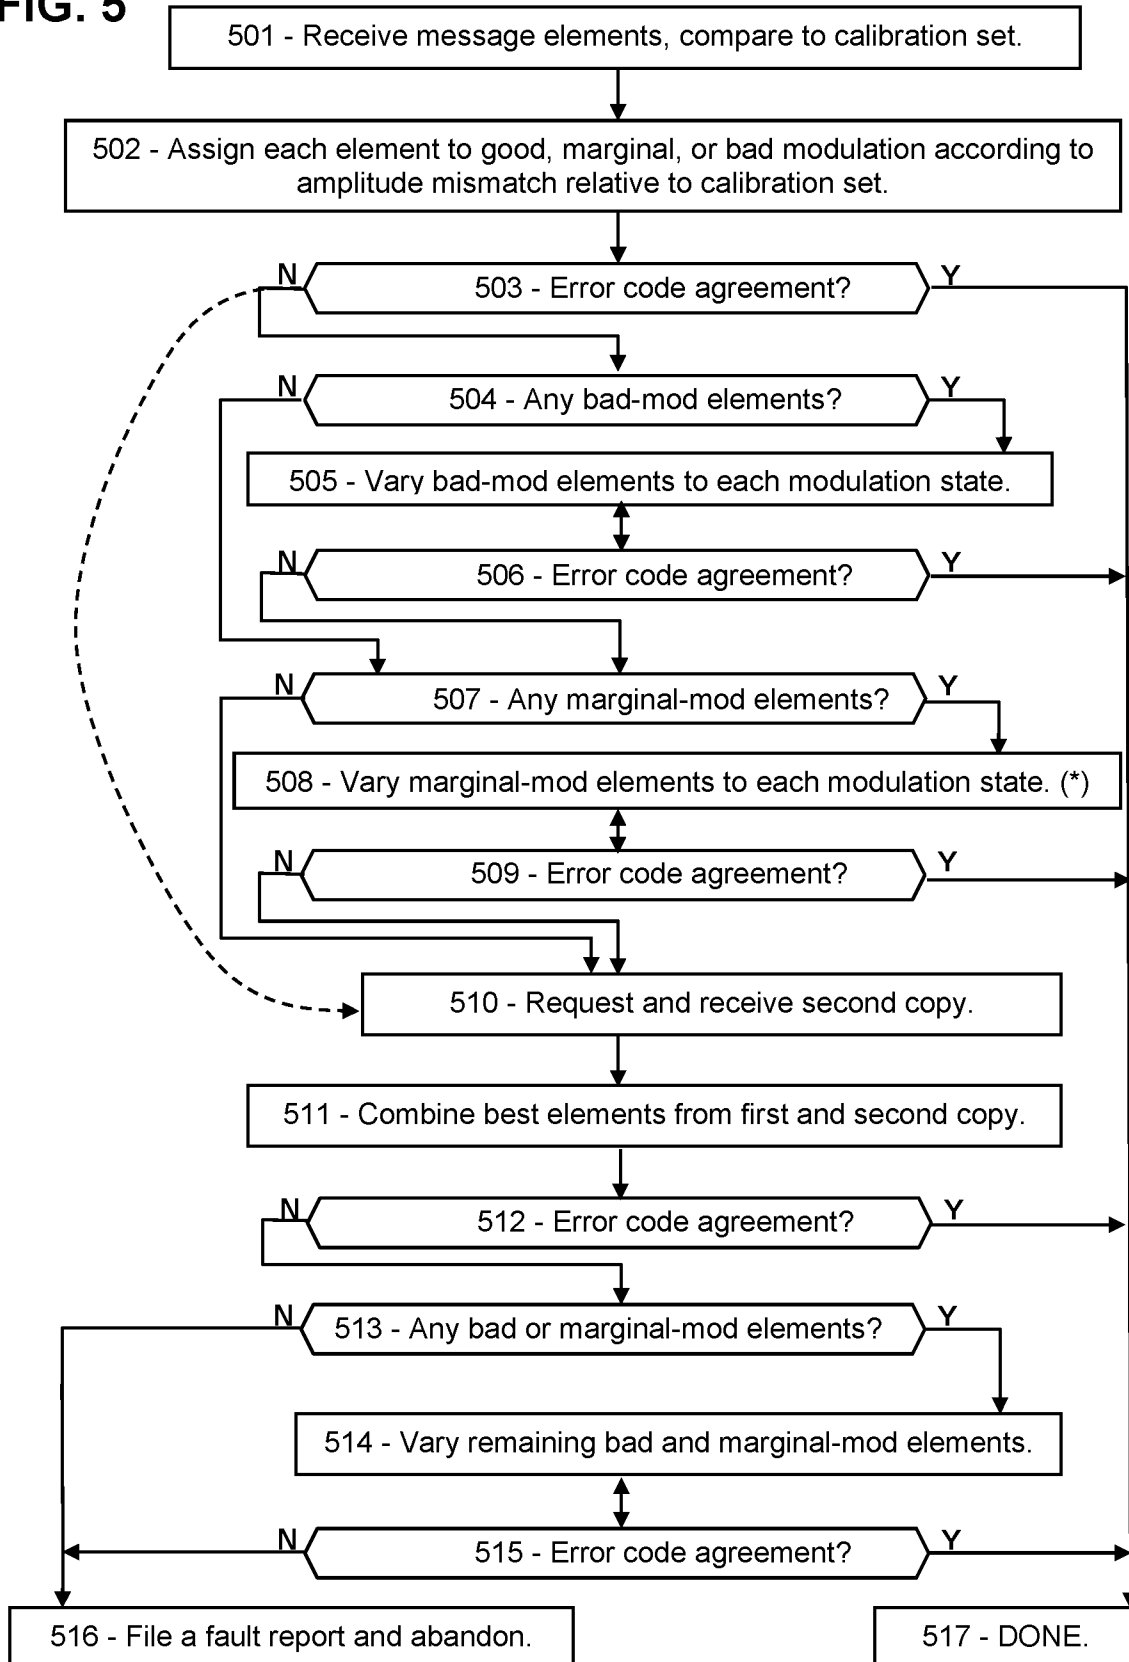 FIG. 5
501 - Receive message elements, compare to calibration set.
502 - Assign each element to good, marginal, or bad modulation according to
amplitude mismatch relative to calibration set.
N
503 - Error code agreement?
Y
N
504 - Any bad-mod elements?
Y
505 - Vary bad-mod elements to each modulation state.
N
506 - Error code agreement?
Y
N
507 - Any marginal-mod elements?
Y
508 - Vary marginal-mod elements to each modulation state. (*)
N
509 - Error code agreement?
Y
510 - Request and receive second copy.
511 - Combine best elements from first and second copy.
N
512 - Error code agreement?
Y
N
513 - Any bad or marginal-mod elements?
Y
514 - Vary remaining bad and marginal-mod elements.
N
515 - Error code agreement?
Y
516 - File a fault report and abandon.
517 - DONE.